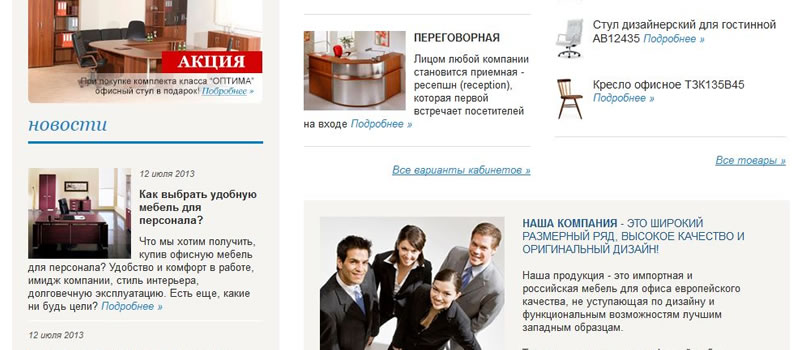 АКЦИЯ
При покупке комплекта класса "ОПТИМА"
офисный стул в подарок! Побробнее »
новости
12 июля 2013
Как выбрать удобную
мебель для
персонала?
Что мы хотим получить,
купив офисную мебель
для персонала? Удобство и комфорт в работе,
имидж компании, стиль интерьера,
долговечную эксплуатацию. Есть еще, какие
ни будь цели? Подробнее »
12 июля 2013
ПЕРЕГОВОРНАЯ
Лицом любой компании
становится приемная -
ресепшн (reception),
которая первой
встречает посетителей
на входе Подробнее »
Все варианты кабинетов »
Стул дизайнерский для гостинной
АВ12435 Подробнее »
Кресло офисное ТЗК135В45
Подробнее »
Все товары »
НАША КОМПАНИЯ - ЭТО ШИРОКИЙ
РАЗМЕРНЫЙ РЯД, ВЫСОКОЕ КАЧЕСТВО И
ОРИГИНАЛЬНЫЙ ДИЗАЙН!
Наша продукция - это импортная и
российская мебель для офиса европейского
качества, не уступающая по дизайну и
функциональным возможностям лучшим
западным образцам.